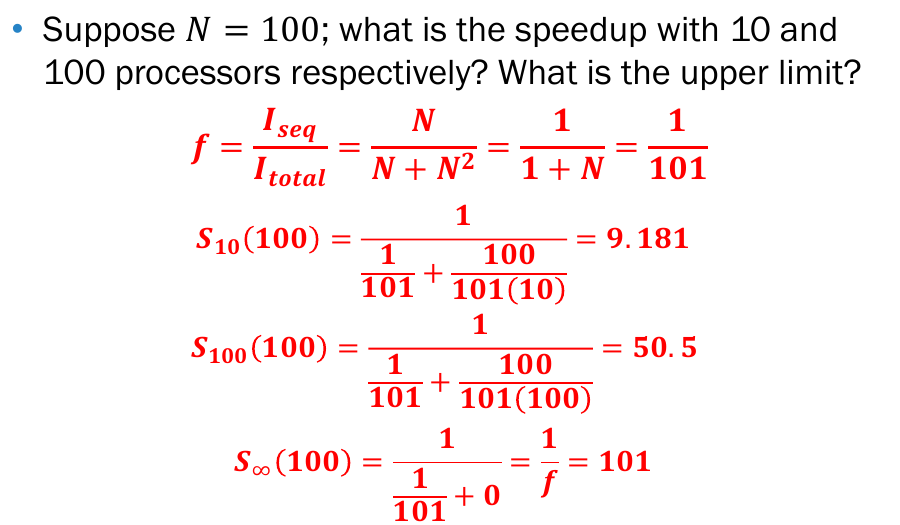 • Suppose 𝑁 = 100; what is the speedup with 10 and
100 processors respectively? What is the upper limit?
f = I_seq / I_total = N / (N + N²) = 1 / (1 + N) = 1 / 101
S₁₀(100) = 1 / (1/101 + 100/101(10)) = 9.181
S₁₀₀(100) = 1 / (1/101 + 100/101(100)) = 50.5
S_∞(100) = 1 / (1/101 + 0) = 1/f = 101